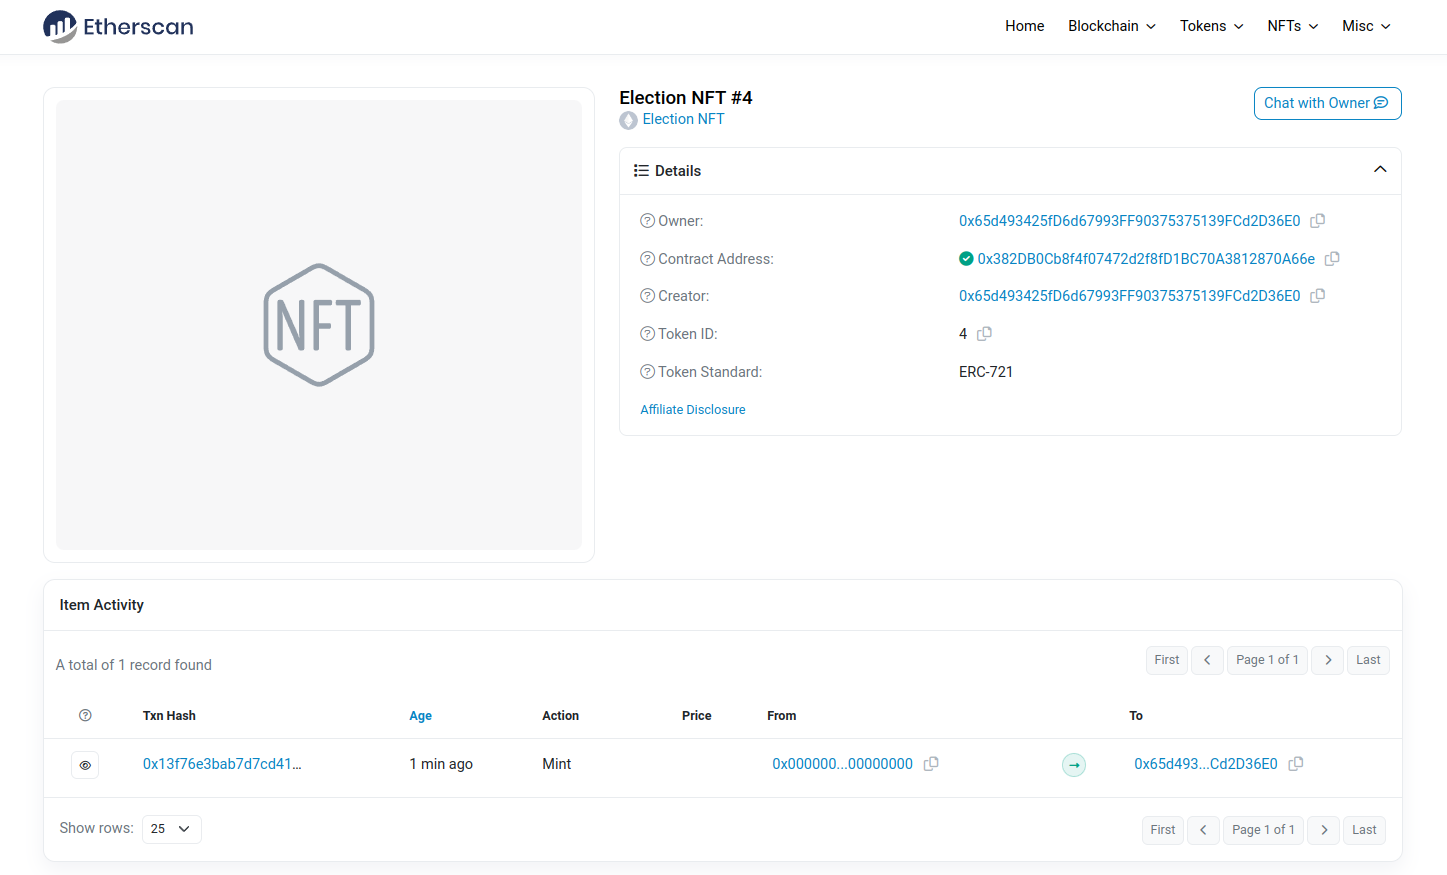 Etherscan
Home Blockchain Tokens NFTs Misc
NFT
Election NFT #4
Election NFT
Chat with Owner
Details
Owner: 0x65d493425fD6d67993FF90375375139FCd2D36E0
Contract Address: 0x382DB0Cb8f4f07472d2f8fD1BC70A3812870A66e
Creator: 0x65d493425fD6d67993FF90375375139FCd2D36E0
Token ID: 4
Token Standard: ERC-721
Affiliate Disclosure
Item Activity
A total of 1 record found
First Page 1 of 1 Last
Txn Hash Age Action Price From To
0x13f76e3bab7d7cd41... 1 min ago Mint 0x000000...00000000 0x65d493...Cd2D36E0
Show rows: 25
First Page 1 of 1 Last